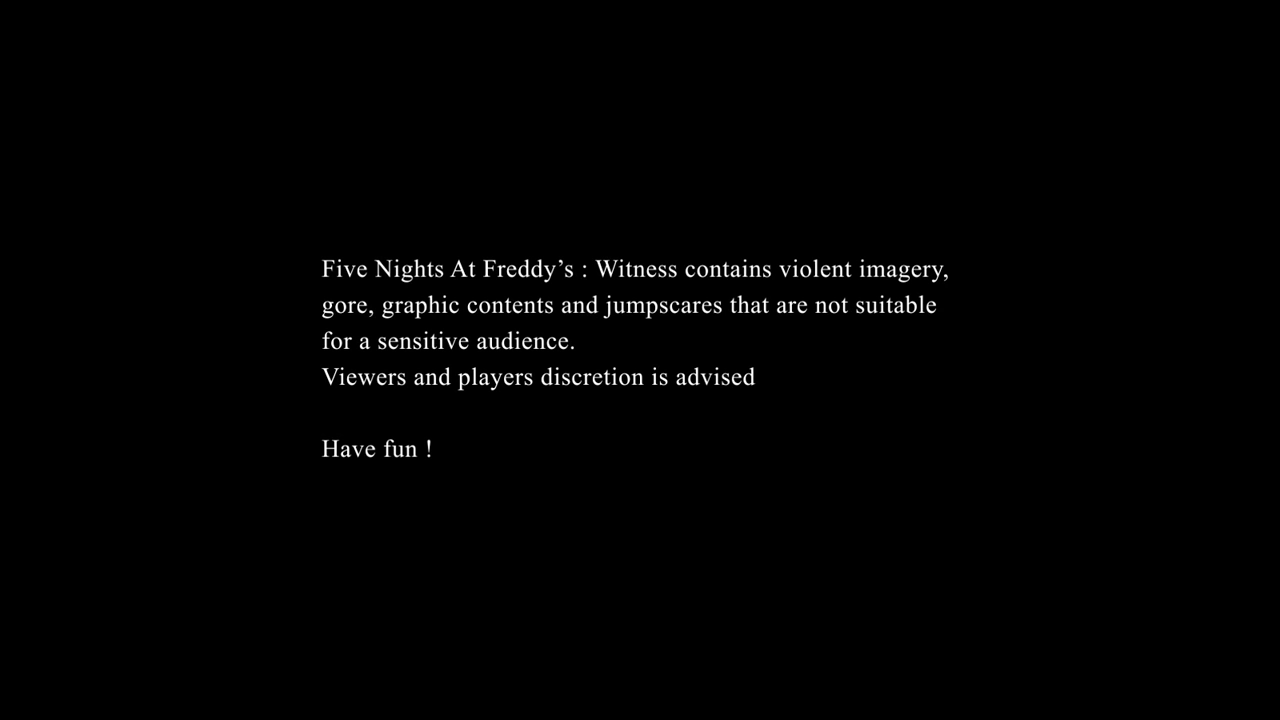 Five Nights At Freddy’s : Witness contains violent imagery,
gore, graphic contents and jumpscares that are not suitable
for a sensitive audience.
Viewers and players discretion is advised
Have fun !